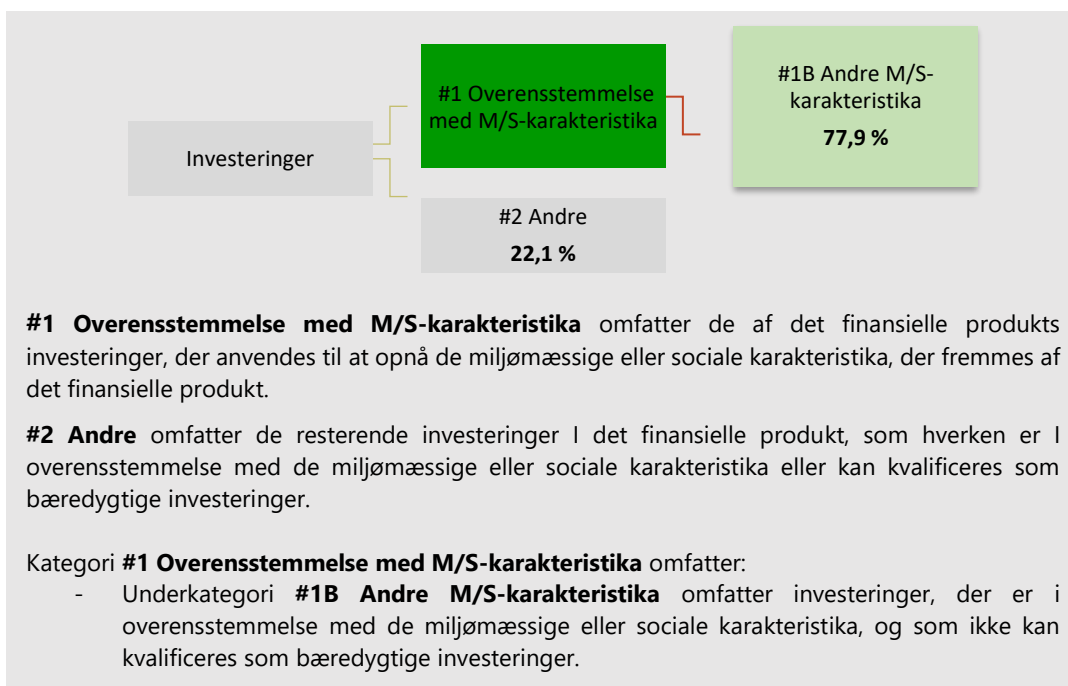 #1B Andre M/S-
karakteristika
77,9 %
#1 Overensstemmelse
med M/S-karakteristika
Investeringer
#2 Andre
22,1 %
#1 Overensstemmelse med M/S-karakteristika omfatter de af det finansielle produkts
investeringer, der anvendes til at opnå de miljømæssige eller sociale karakteristika, der fremmes af
det finansielle produkt.
#2 Andre omfatter de resterende investeringer I det finansielle produkt, som hverken er I
overensstemmelse med de miljømæssige eller sociale karakteristika eller kan kvalificeres som
bæredygtige investeringer.
Kategori #1 Overensstemmelse med M/S-karakteristika omfatter:
- Underkategori #1B Andre M/S-karakteristika omfatter investeringer, der er i
overensstemmelse med de miljømæssige eller sociale karakteristika, og som ikke kan
kvalificeres som bæredygtige investeringer.